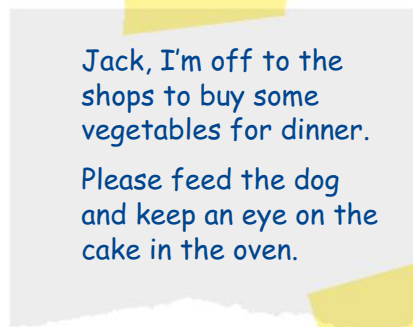 Jack, I'm off to the
shops to buy some
vegetables for dinner.
Please feed the dog
and keep an eye on the
cake in the oven.